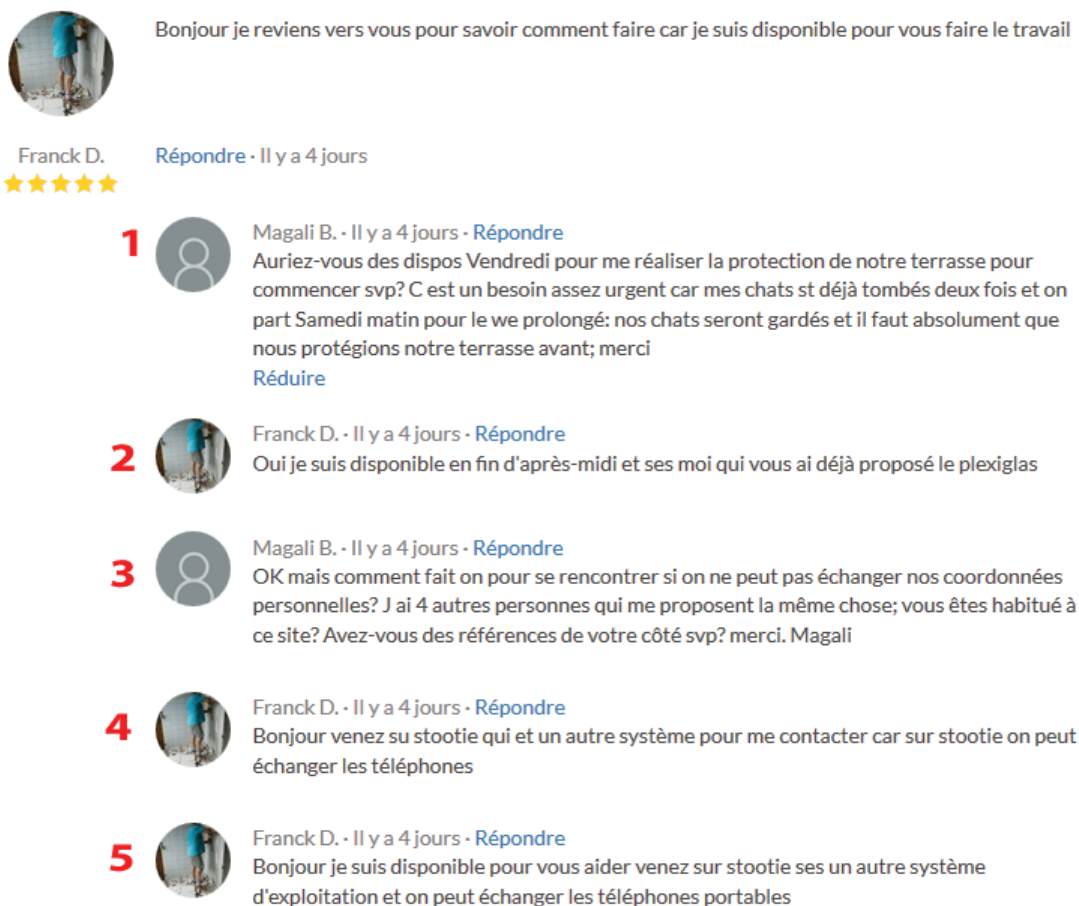 Bonjour je reviens vers vous pour savoir comment faire car je suis disponible pour vous faire le travail
Franck D.
Répondre · Il y a 4 jours
1
Magali B. · Il y a 4 jours · Répondre
Auriez-vous des dispos Vendredi pour me réaliser la protection de notre terrasse pour
commencer svp? C est un besoin assez urgent car mes chats st déjà tombés deux fois et on
part Samedi matin pour le we prolongé: nos chats seront gardés et il faut absolument que
nous protégions notre terrasse avant; merci
Réduire
2
Franck D. · Il y a 4 jours · Répondre
Oui je suis disponible en fin d'après-midi et ses moi qui vous ai déjà proposé le plexiglas
3
Magali B. · Il y a 4 jours · Répondre
OK mais comment fait on pour se rencontrer si on ne peut pas échanger nos coordonnées
personnelles? J ai 4 autres personnes qui me proposent la même chose; vous êtes habitué à
ce site? Avez-vous des références de votre côté svp? merci. Magali
4
Franck D. · Il y a 4 jours · Répondre
Bonjour venez su stootie qui et un autre système pour me contacter car sur stootie on peut
échanger les téléphones
5
Franck D. · Il y a 4 jours · Répondre
Bonjour je suis disponible pour vous aider venez sur stootie ses un autre système
d'exploitation et on peut échanger les téléphones portables